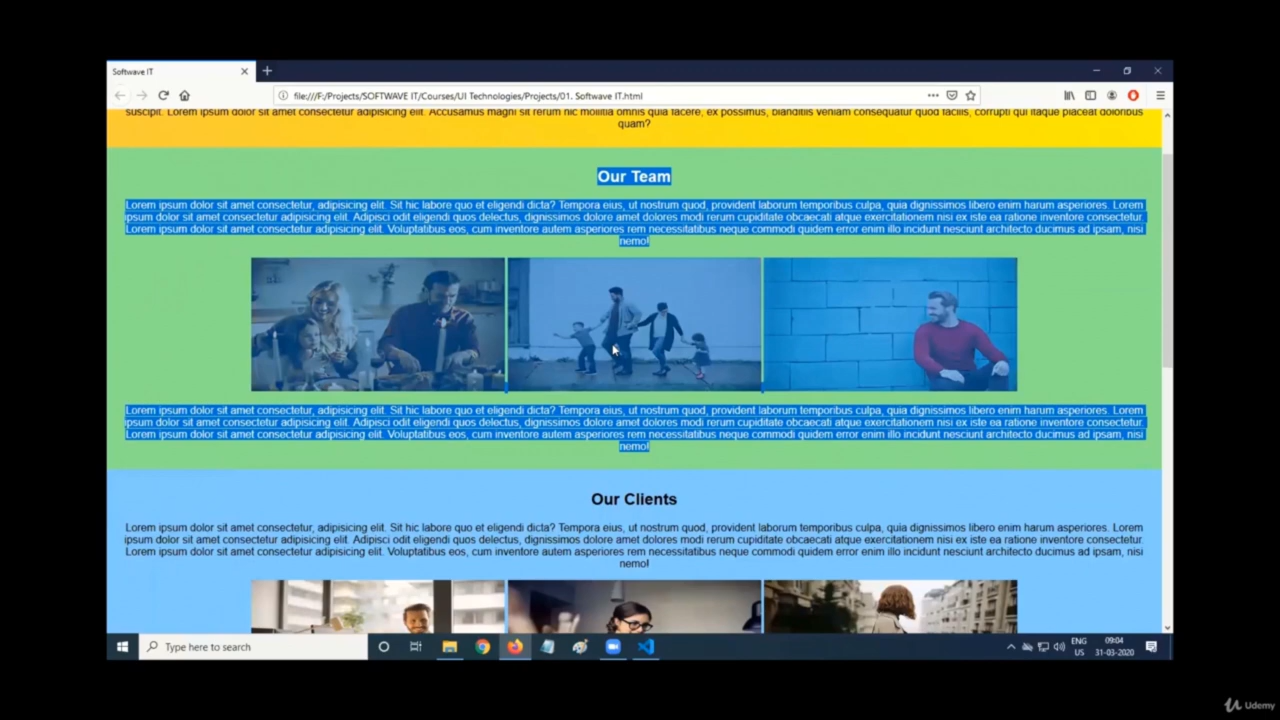 Softwave IT
file:///F:/Projects/SOFTWAVE IT/Courses/UI Technologies/Projects/01. Softwave IT.html
suscipit. Lorem ipsum dolor sit amet consectetur adipisicing elit. Accusamus magni sit rerum hic mollitia omnis quia facere, ex possimus, blanditiis veniam consequatur quod facilis, corrupti qui itaque placeat doloribus
quam?
Our Team
Lorem ipsum dolor sit amet consectetur, adipisicing elit. Sit hic labore quo et eligendi dicta? Tempora eius, ut nostrum quod, provident laborum temporibus culpa, quia dignissimos libero enim harum asperiores. Lorem
ipsum dolor sit amet consectetur adipisicing elit. Adipisci odit eligendi quos delectus, dignissimos dolore amet dolores modi rerum cupiditate obcaecati atque exercitationem nisi ex iste ea ratione inventore consectetur.
Lorem ipsum dolor sit amet consectetur adipisicing elit. Voluptatibus eos, cum inventore autem asperiores rem necessitatibus neque commodi quidem error enim illo incidunt nesciunt architecto ducimus ad ipsam, nisi
nemo!
Lorem ipsum dolor sit amet consectetur, adipisicing elit. Sit hic labore quo et eligendi dicta? Tempora eius, ut nostrum quod, provident laborum temporibus culpa, quia dignissimos libero enim harum asperiores. Lorem
ipsum dolor sit amet consectetur adipisicing elit. Adipisci odit eligendi quos delectus, dignissimos dolore amet dolores modi rerum cupiditate obcaecati atque exercitationem nisi ex iste ea ratione inventore consectetur.
Lorem ipsum dolor sit amet consectetur adipisicing elit. Voluptatibus eos, cum inventore autem asperiores rem necessitatibus neque commodi quidem error enim illo incidunt nesciunt architecto ducimus ad ipsam, nisi
nemo!
Our Clients
Lorem ipsum dolor sit amet consectetur, adipisicing elit. Sit hic labore quo et eligendi dicta? Tempora eius, ut nostrum quod, provident laborum temporibus culpa, quia dignissimos libero enim harum asperiores. Lorem
ipsum dolor sit amet consectetur adipisicing elit. Adipisci odit eligendi quos delectus, dignissimos dolore amet dolores modi rerum cupiditate obcaecati atque exercitationem nisi ex iste ea ratione inventore consectetur.
Lorem ipsum dolor sit amet consectetur adipisicing elit. Voluptatibus eos, cum inventore autem asperiores rem necessitatibus neque commodi quidem error enim illo incidunt nesciunt architecto ducimus ad ipsam, nisi
nemo!
Type here to search
ENG
US
09:04
31-03-2020
Udemy